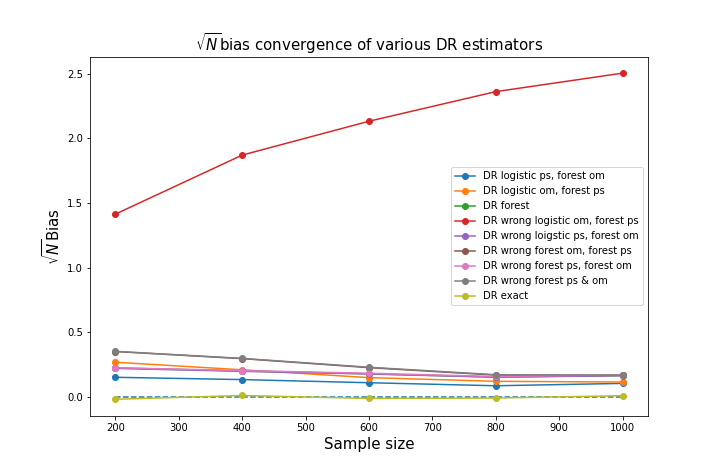 √N bias convergence of various DR estimators
√N Bias
2.5
2.0
1.5
1.0
0.5
0.0
DR logistic ps, forest om
DR logistic om, forest ps
DR forest
DR wrong logistic om, forest ps
DR wrong loigstic ps, forest om
DR wrong forest om, forest ps
DR wrong forest ps, forest om
DR wrong forest ps & om
DR exact
200 300 400 500 600 700 800 900 1000
Sample size